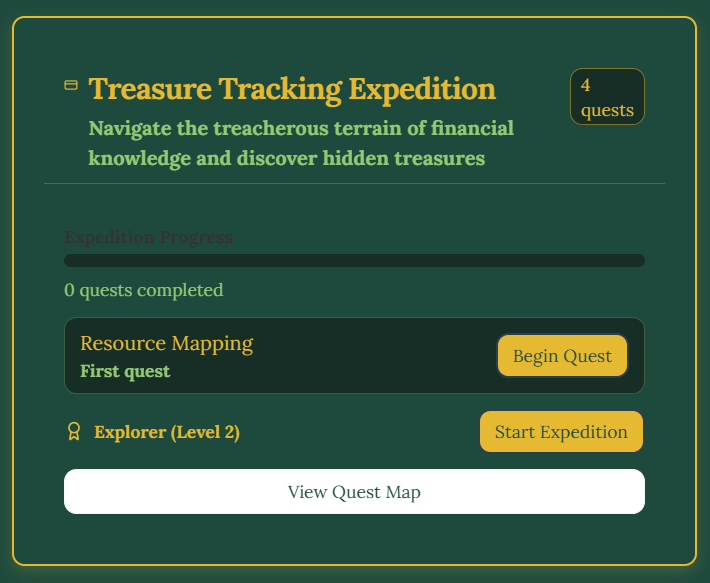 Treasure Tracking Expedition
4
quests
Navigate the treacherous terrain of financial
knowledge and discover hidden treasures
Expedition Progress
0 quests completed
Resource Mapping
First quest
Begin Quest
Explorer (Level 2)
Start Expedition
View Quest Map